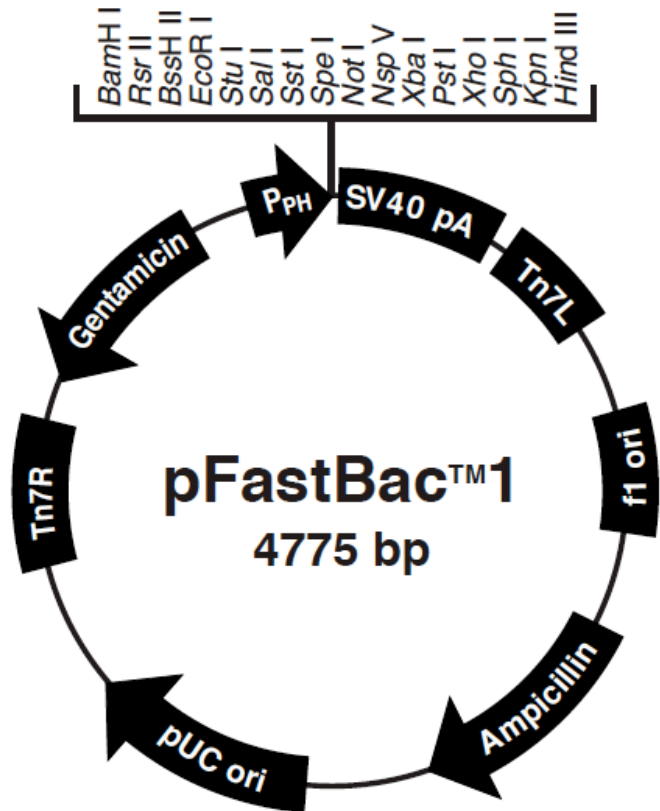 BamH I
Rsr II
BssH II
EcoR I
Stu I
Sal I
Sst I
Spe I
Not I
Nsp V
Xba I
Pst I
Xho I
Sph I
Kpn I
Hind III
PPH
SV40 pA
Tn7L
f1 ori
Ampicillin
pUC ori
Tn7R
Gentamicin
pFastBac™1
4775 bp